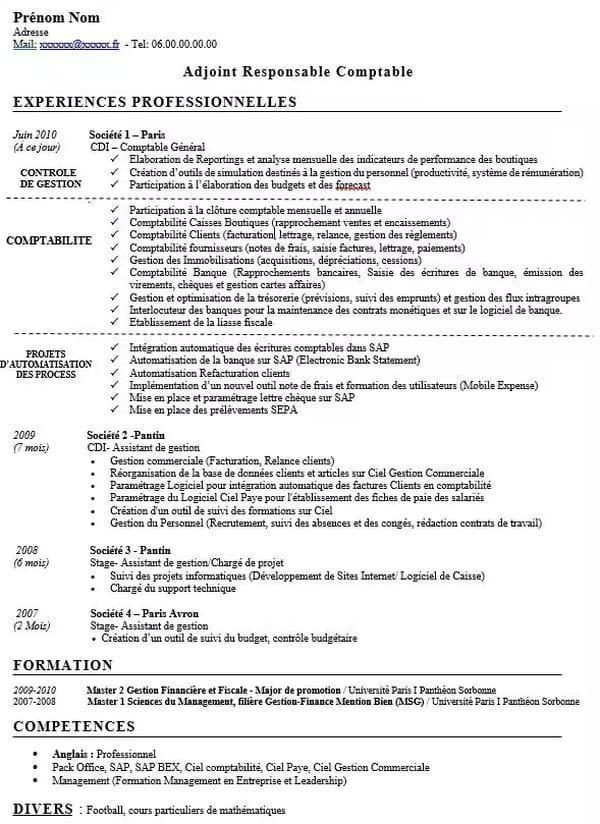 Prénom Nom
Adresse
Mail: xxxxxx@xxxxx.fr - Tel: 06.00.00.00.00
Adjoint Responsable Comptable
EXPERIENCES PROFESSIONNELLES
Juin 2010 Société 1 – Paris
(A ce jour) CDI – Comptable Général
CONTROLE DE GESTION
✓ Elaboration de Reportings et analyse mensuelle des indicateurs de performance des boutiques
✓ Création d'outils de simulation destinés à la gestion du personnel (productivité, système de rémunération)
✓ Participation à l'élaboration des budgets et des forecast
COMPTABILITE
✓ Participation à la clôture comptable mensuelle et annuelle
✓ Comptabilité Caisses Boutiques (rapprochement ventes et encaissements)
✓ Comptabilité Clients (facturation, lettrage, relance, gestion des règlements)
✓ Comptabilité fournisseurs (notes de frais, saisie factures, lettrage, paiements)
✓ Gestion des Immobilisations (acquisitions, dépréciations, cessions)
✓ Comptabilité Banque (Rapprochements bancaires, Saisie des écritures de banque, émission des
virements, chèques et gestion cartes affaires)
✓ Gestion et optimisation de la trésorerie (prévisions, suivi des emprunts) et gestion des flux intragroupes
✓ Interlocuteur des banques pour la maintenance des contrats monétiques et sur le logiciel de banque.
✓ Etablissement de la liasse fiscale
PROJETS
D'AUTOMATISATION
DES PROCESS
✓ Intégration automatique des écritures comptables dans SAP
✓ Automatisation de la banque sur SAP (Electronic Bank Statement)
✓ Automatisation Refacturation clients
✓ Implémentation d'un nouvel outil note de frais et formation des utilisateurs (Mobile Expense)
✓ Mise en place et paramétrage lettre chèque sur SAP
✓ Mise en place des prélèvements SEPA
2009 Société 2 -Pantin
(7 mois) CDI- Assistant de gestion
• Gestion commerciale (Facturation, Relance clients)
• Réorganisation de la base de données clients et articles sur Ciel Gestion Commerciale
• Paramétrage Logiciel pour intégration automatique des factures Clients en comptabilité
• Paramétrage du Logiciel Ciel Paye pour l'établissement des fiches de paie des salariés
• Création d'un outil de suivi des formations sur Ciel
• Gestion du Personnel (Recrutement, suivi des absences et des congés, rédaction contrats de travail)
2008 Société 3 - Pantin
(6 mois) Stage- Assistant de gestion/Chargé de projet
• Suivi des projets informatiques (Développement de Sites Internet/ Logiciel de Caisse)
• Chargé du support technique
2007 Société 4 – Paris Avron
(2 Mois) Stage- Assistant de gestion
• Création d'un outil de suivi du budget, contrôle budgétaire
FORMATION
2009-2010 Master 2 Gestion Financière et Fiscale - Major de promotion / Université Paris I Panthéon Sorbonne
2007-2008 Master 1 Sciences du Management, filière Gestion-Finance Mention Bien (MSG) / Université Paris I Panthéon Sorbonne
COMPETENCES
• Anglais : Professionnel
• Pack Office, SAP, SAP BEX, Ciel comptabilité, Ciel Paye, Ciel Gestion Commerciale
• Management (Formation Management en Entreprise et Leadership)
DIVERS : Football, cours particuliers de mathématiques